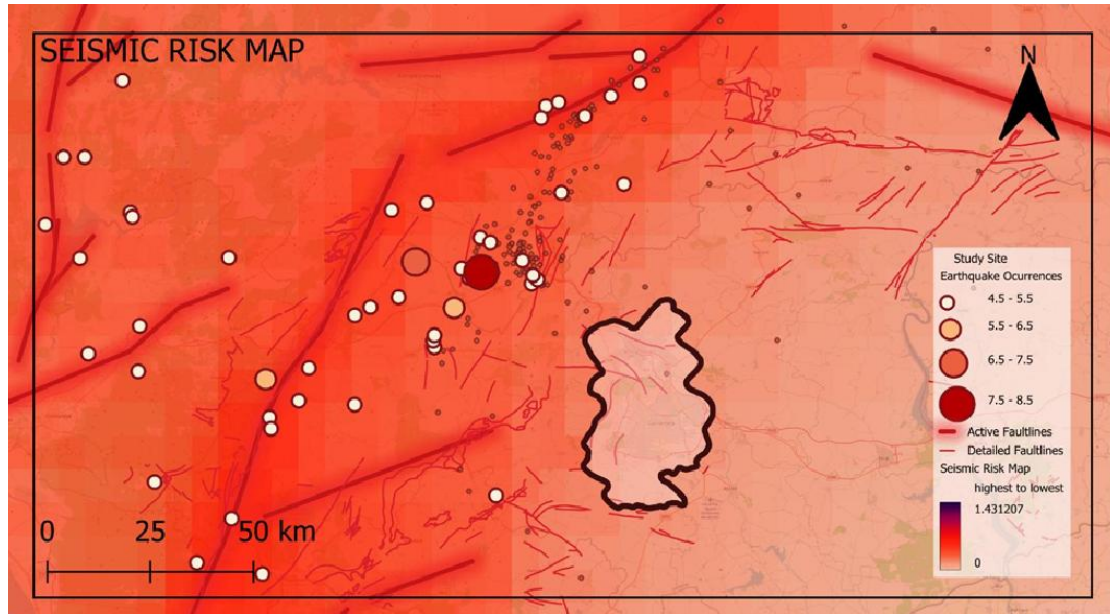 SEISMIC RISK MAP
N
Study Site
Earthquake Ocurrences
4.5 - 5.5
5.5 - 6.5
6.5 - 7.5
7.5 - 8.5
Active Faultlines
Detailed Faultlines
Seismic Risk Map
highest to lowest
1.431207
0
0 25 50 km